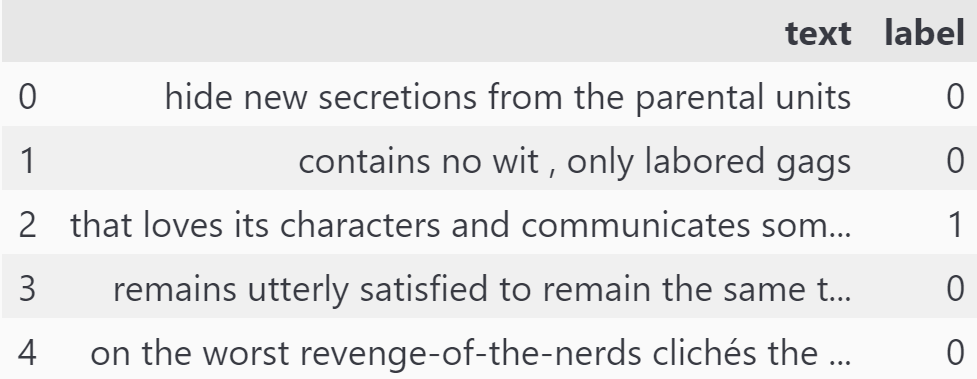 text label
0 hide new secretions from the parental units 0
1 contains no wit , only labored gags 0
2 that loves its characters and communicates som... 1
3 remains utterly satisfied to remain the same t... 0
4 on the worst revenge-of-the-nerds clichés the ... 0